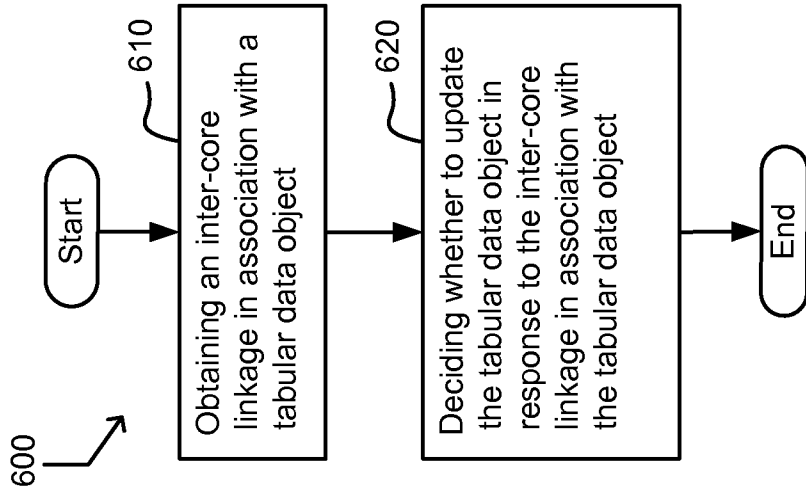 600
Start
610
Obtaining an inter-core
linkage in association with a
tabular data object
620
Deciding whether to update
the tabular data object in
response to the inter-core
linkage in association with
the tabular data object
End